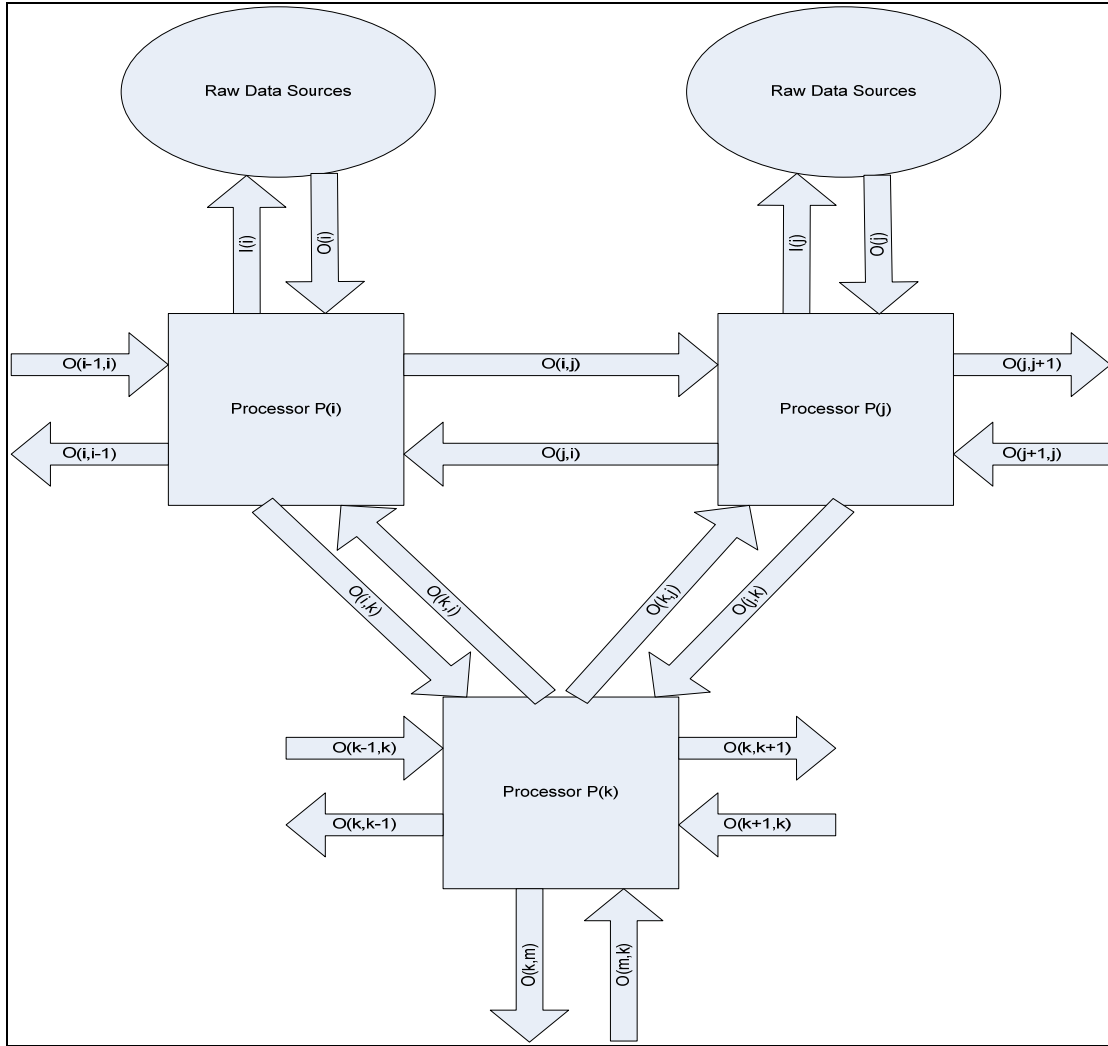 Raw Data Sources
Raw Data Sources
I(i)
O(i)
I(j)
O(j)
O(i-1,i)
O(i,j)
O(j,j+1)
Processor P(i)
Processor P(j)
O(i,i-1)
O(j,i)
O(j+1,j)
O(i,k)
O(k,i)
O(k,j)
O(j,k)
O(k-1,k)
O(k,k+1)
Processor P(k)
O(k,k-1)
O(k+1,k)
O(k,m)
O(m,k)